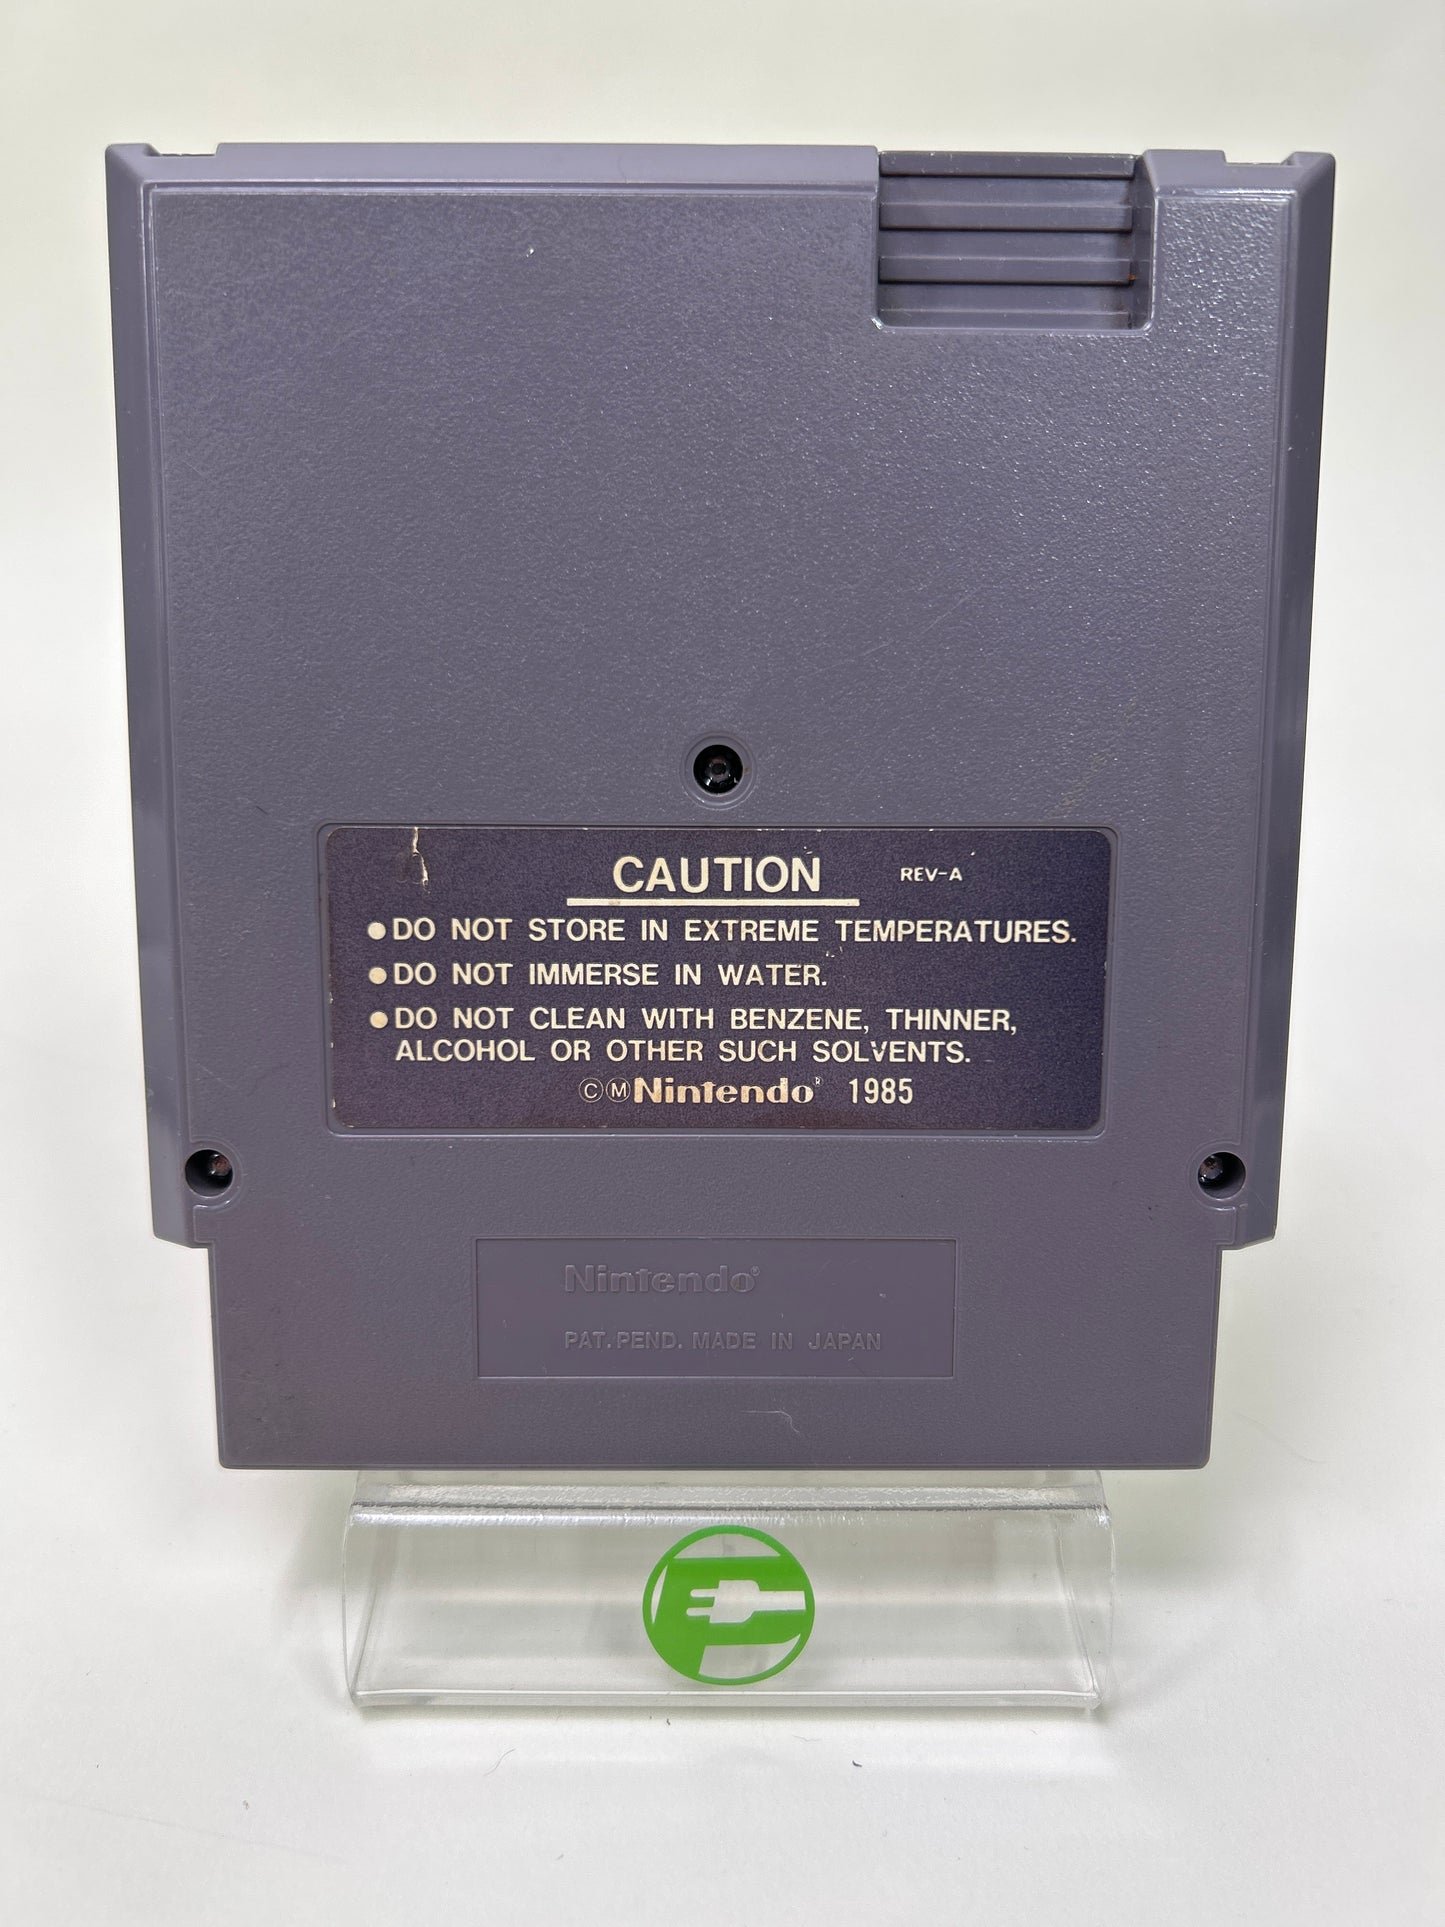 CAUTION REV-A
●DO NOT STORE IN EXTREME TEMPERATURES.
●DO NOT IMMERSE IN WATER.
●DO NOT CLEAN WITH BENZENE, THINNER,
ALCOHOL OR OTHER SUCH SOLVENTS.
ⒸⓂNintendo® 1985
Nintendo®
PAT. PEND. MADE IN JAPAN